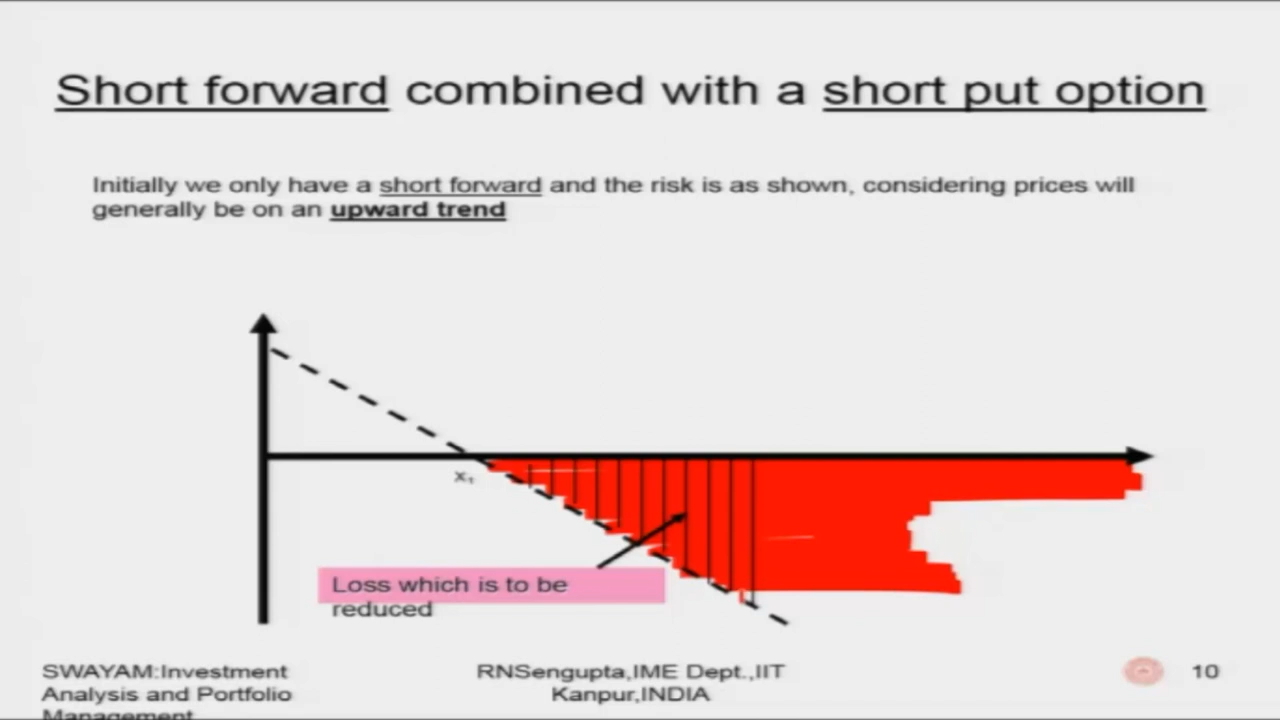 Short forward combined with a short put option
Initially we only have a short forward and the risk is as shown, considering prices will
generally be on an upward trend
x₁
Loss which is to be
reduced
SWAYAM:Investment
Analysis and Portfolio
Management
RNSengupta,IME Dept.,IIT
Kanpur,INDIA
10